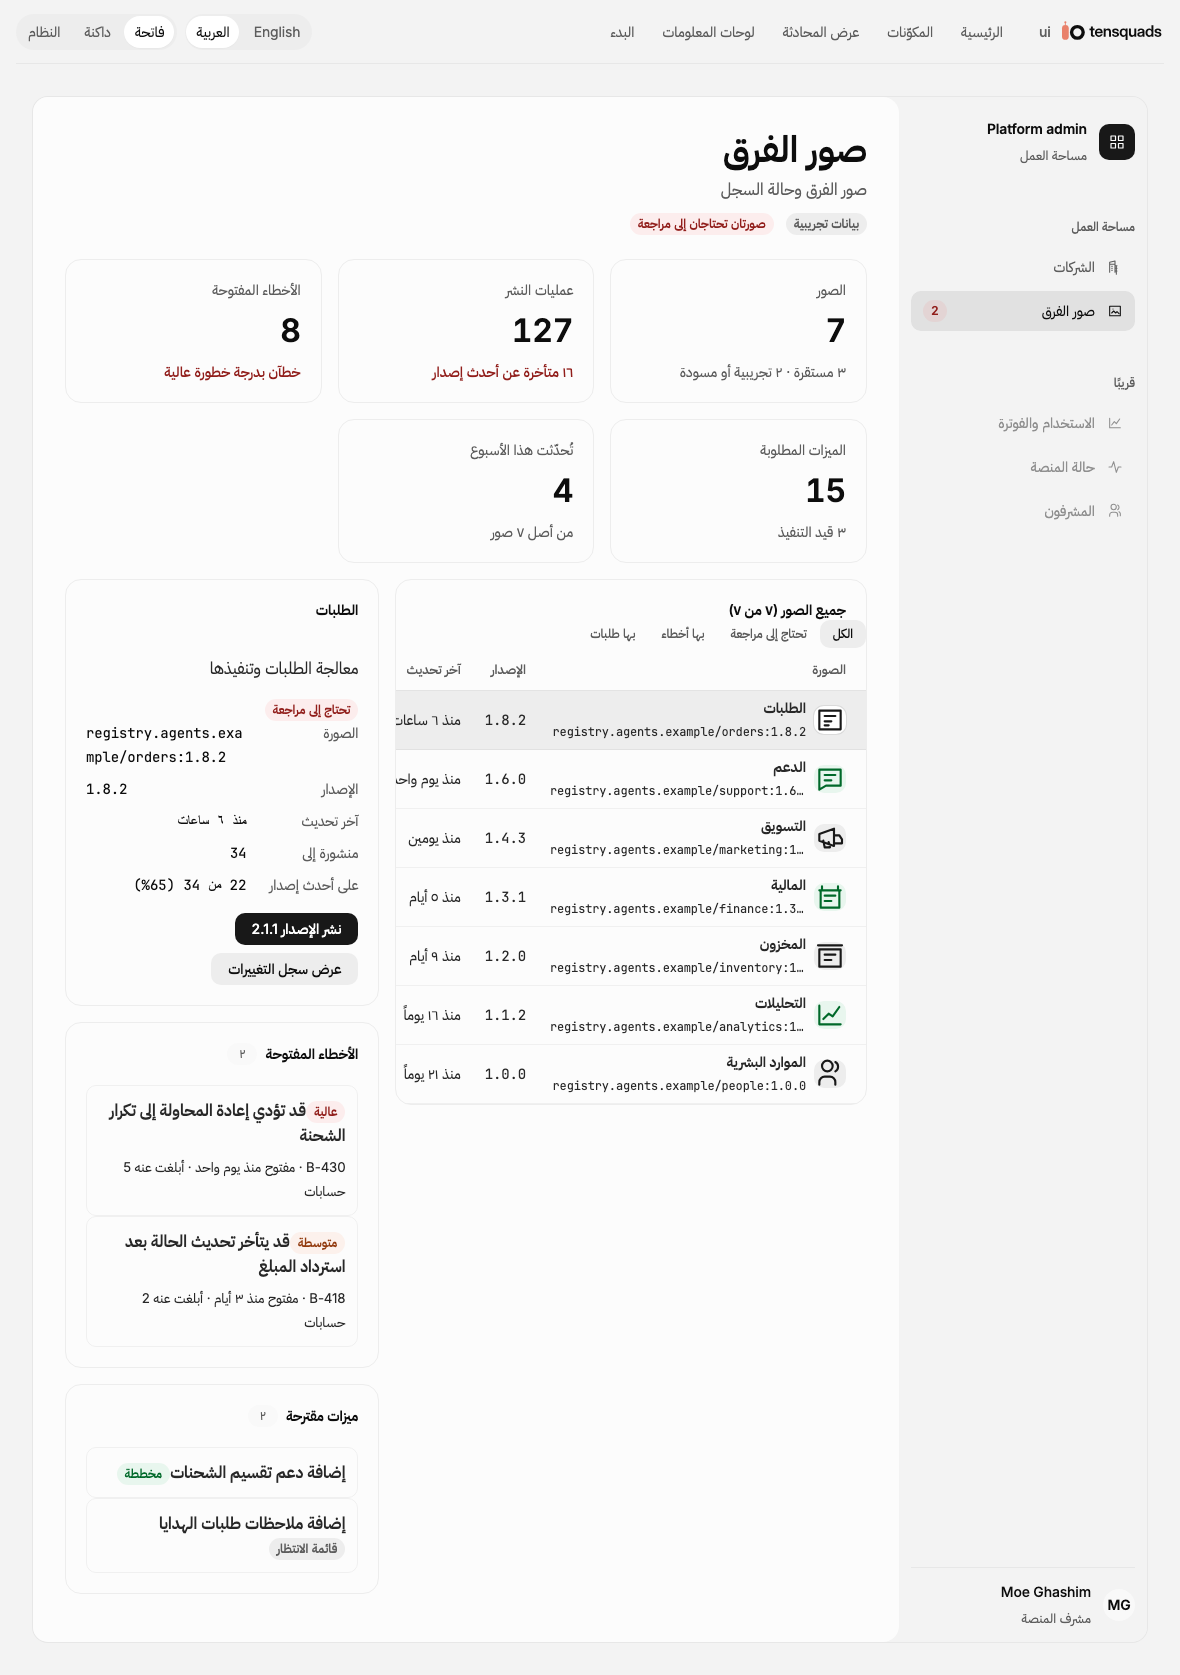 tensquads ui
الرئيسية
المكوّنات
عرض المحادثة
لوحات المعلومات
البدء
English
العربية
فاتحة
داكنة
النظام
Platform admin
مساحة العمل
مساحة العمل
الشركات
صور الفرق 2
قريبًا
الاستخدام والفوترة
حالة المنصة
المشرفون
MG
Moe Ghashim
مشرف المنصة
صور الفرق
صور الفرق وحالة السجل
بيانات تجريبية
صورتان تحتاجان إلى مراجعة
الصور
7
٣ مستقرة · ٢ تجريبية أو مسودة
عمليات النشر
127
١٦ متأخرة عن أحدث إصدار
الأخطاء المفتوحة
8
خطآن بدرجة خطورة عالية
الميزات المطلوبة
15
٣ قيد التنفيذ
تُحدّثت هذا الأسبوع
4
من أصل ٧ صور
جميع الصور (٧ من ٧)
الكل
تحتاج إلى مراجعة
بها أخطاء
بها طلبات
الصورة
الإصدار
آخر تحديث
الطلبات
registry.agents.example/orders:1.8.2
1.8.2
منذ ٦ ساعات
الدعم
registry.agents.example/support:1.6…
1.6.0
منذ يوم واحد
التسويق
registry.agents.example/marketing:1…
1.4.3
منذ يومين
المالية
registry.agents.example/finance:1.3…
1.3.1
منذ ٥ أيام
المخزون
registry.agents.example/inventory:1…
1.2.0
منذ ٩ أيام
التحليلات
registry.agents.example/analytics:1…
1.1.2
منذ ١٦ يوماً
الموارد البشرية
registry.agents.example/people:1.0.0
1.0.0
منذ ٢١ يوماً
الطلبات
معالجة الطلبات وتنفيذها
تحتاج إلى مراجعة
الصورة
registry.agents.exa
mple/orders:1.8.2
الإصدار
1.8.2
آخر تحديث
منذ ٦ ساعات
منشورة إلى
34
على أحدث إصدار
22 من 34 (65%)
نشر الإصدار 2.1.1
عرض سجل التغييرات
الأخطاء المفتوحة ٢
عالية قد تؤدي إعادة المحاولة إلى تكرار
الشحنة
B-430 · مفتوح منذ يوم واحد · أبلغت عنه 5
حسابات
متوسطة قد يتأخر تحديث الحالة بعد
استرداد المبلغ
B-418 · مفتوح منذ ٣ أيام · أبلغت عنه 2
حسابات
ميزات مقترحة ٢
إضافة دعم تقسيم الشحنات مخططة
إضافة ملاحظات طلبات الهدايا
قائمة الانتظار